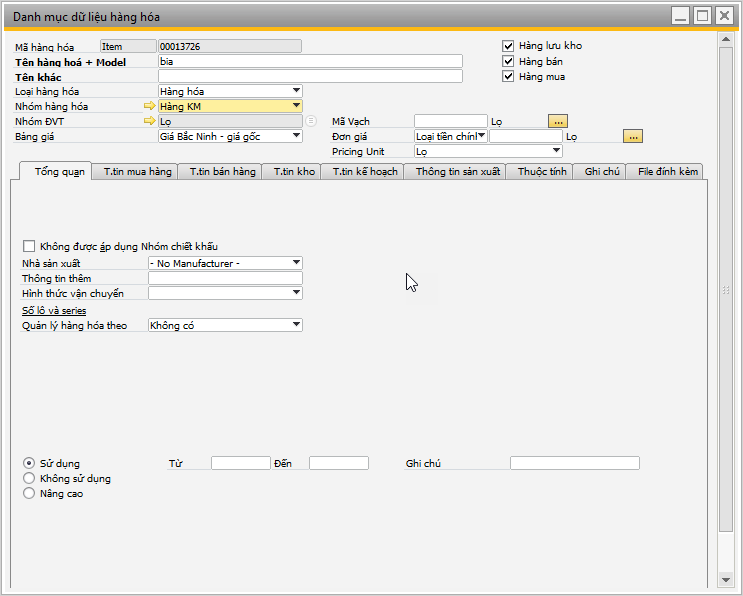 Danh mục dữ liệu hàng hóa
Mã hàng hóa Item 00013726 Hàng lưu kho
Tên hàng hoá + Model bia Hàng bán
Tên khác Hàng mua
Loại hàng hóa Hàng hóa
Nhóm hàng hóa Hàng KM
Nhóm ĐVT Lọ Mã Vạch Lọ ...
Bảng giá Giá Bắc Ninh - giá gốc Đơn giá Loại tiền chính Lọ ...
Pricing Unit Lọ
Tổng quan T.tin mua hàng T.tin bán hàng T.tin kho T.tin kế hoạch Thông tin sản xuất Thuộc tính Ghi chú File đính kèm
Không được áp dụng Nhóm chiết khấu
Nhà sản xuất - No Manufacturer -
Thông tin thêm
Hình thức vận chuyển
Số lô và series
Quản lý hàng hóa theo Không có
Sử dụng Từ Đến Ghi chú
Không sử dụng
Nâng cao